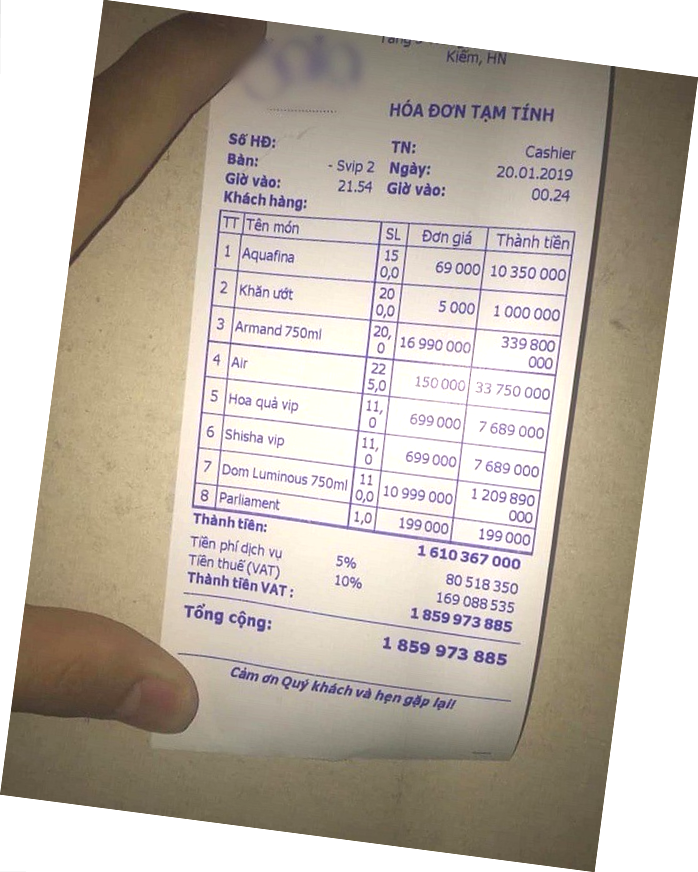 Kiếm, HN
HÓA ĐƠN TẠM TÍNH
Số HĐ: TN: Cashier
Bàn: - Svip 2 Ngày: 20.01.2019
Giờ vào: 21.54 Giờ vào: 00.24
Khách hàng:
TT Tên món SL Đơn giá Thành tiền
1 Aquafina 15 69 000 10 350 000
0,0
2 Khăn ướt 20 5 000 1 000 000
0,0
3 Armand 750ml 20, 16 990 000 339 800
0 000
4 Air 22 150 000 33 750 000
5,0
5 Hoa quả vip 11, 699 000 7 689 000
0
6 Shisha vip 11, 699 000 7 689 000
0
7 Dom Luminous 750ml 11 10 999 000 1 209 890
0,0 000
8 Parliament 1,0 199 000 199 000
Thành tiền: 1 610 367 000
Tiền phí dịch vụ 5% 80 518 350
Tiền thuế (VAT) 10% 169 088 535
Thành tiền VAT : 1 859 973 885
Tổng cộng: 1 859 973 885
Cảm ơn Quý khách và hẹn gặp lại!